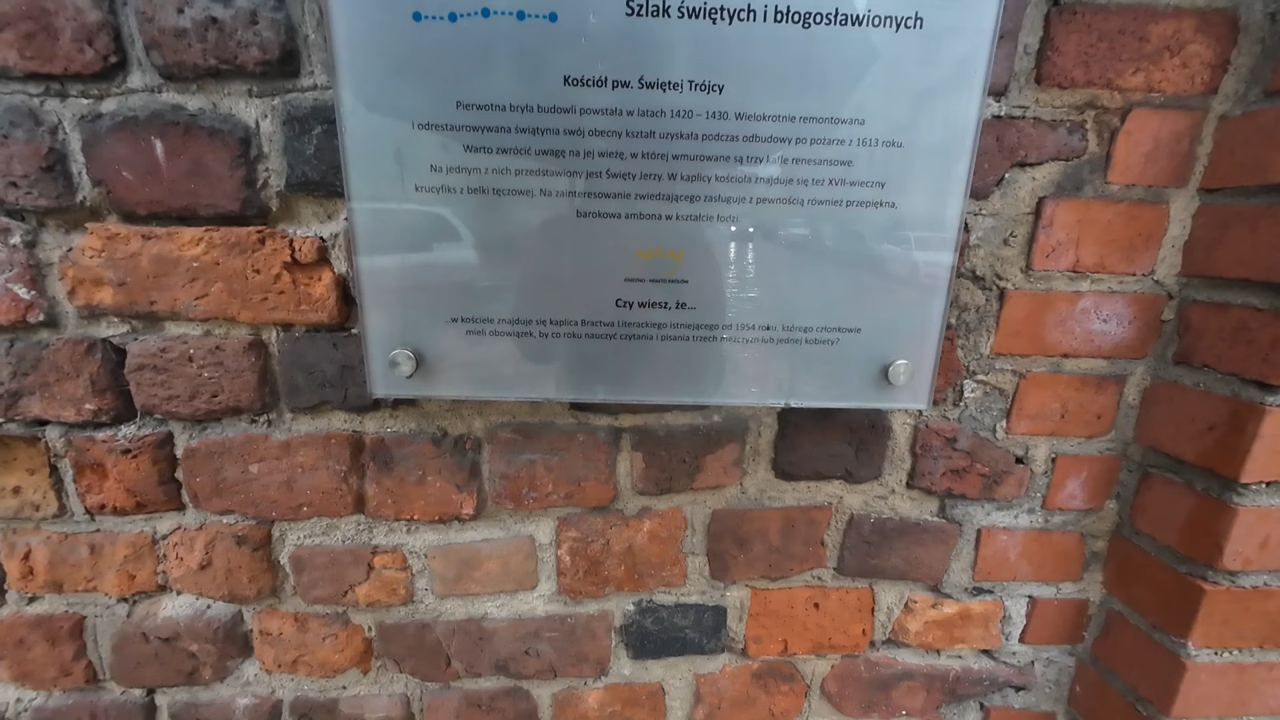 Szlak świętych i błogosławionych
Kościół pw. Świętej Trójcy
Pierwotna bryła budowli powstała w latach 1420 – 1430. Wielokrotnie remontowana
i odrestaurowywana świątynia swój obecny kształt uzyskała podczas odbudowy po pożarze z 1613 roku.
Warto zwrócić uwagę na jej wieżę, w której wmurowane są trzy kafle renesansowe.
Na jednym z nich przedstawiony jest Święty Jerzy. W kaplicy kościoła znajduje się też XVII-wieczny
krucyfiks z belki tęczowej. Na zainteresowanie zwiedzającego zasługuje z pewnością również przepiękna,
barokowa ambona w kształcie łodzi.
GNIEZNO - MIASTO KRÓLÓW
Czy wiesz, że...
...w kościele znajduje się kaplica Bractwa Literackiego istniejącego od 1954 roku, którego członkowie
mieli obowiązek, by co roku nauczyć czytania i pisania trzech mężczyzn lub jednej kobiety?